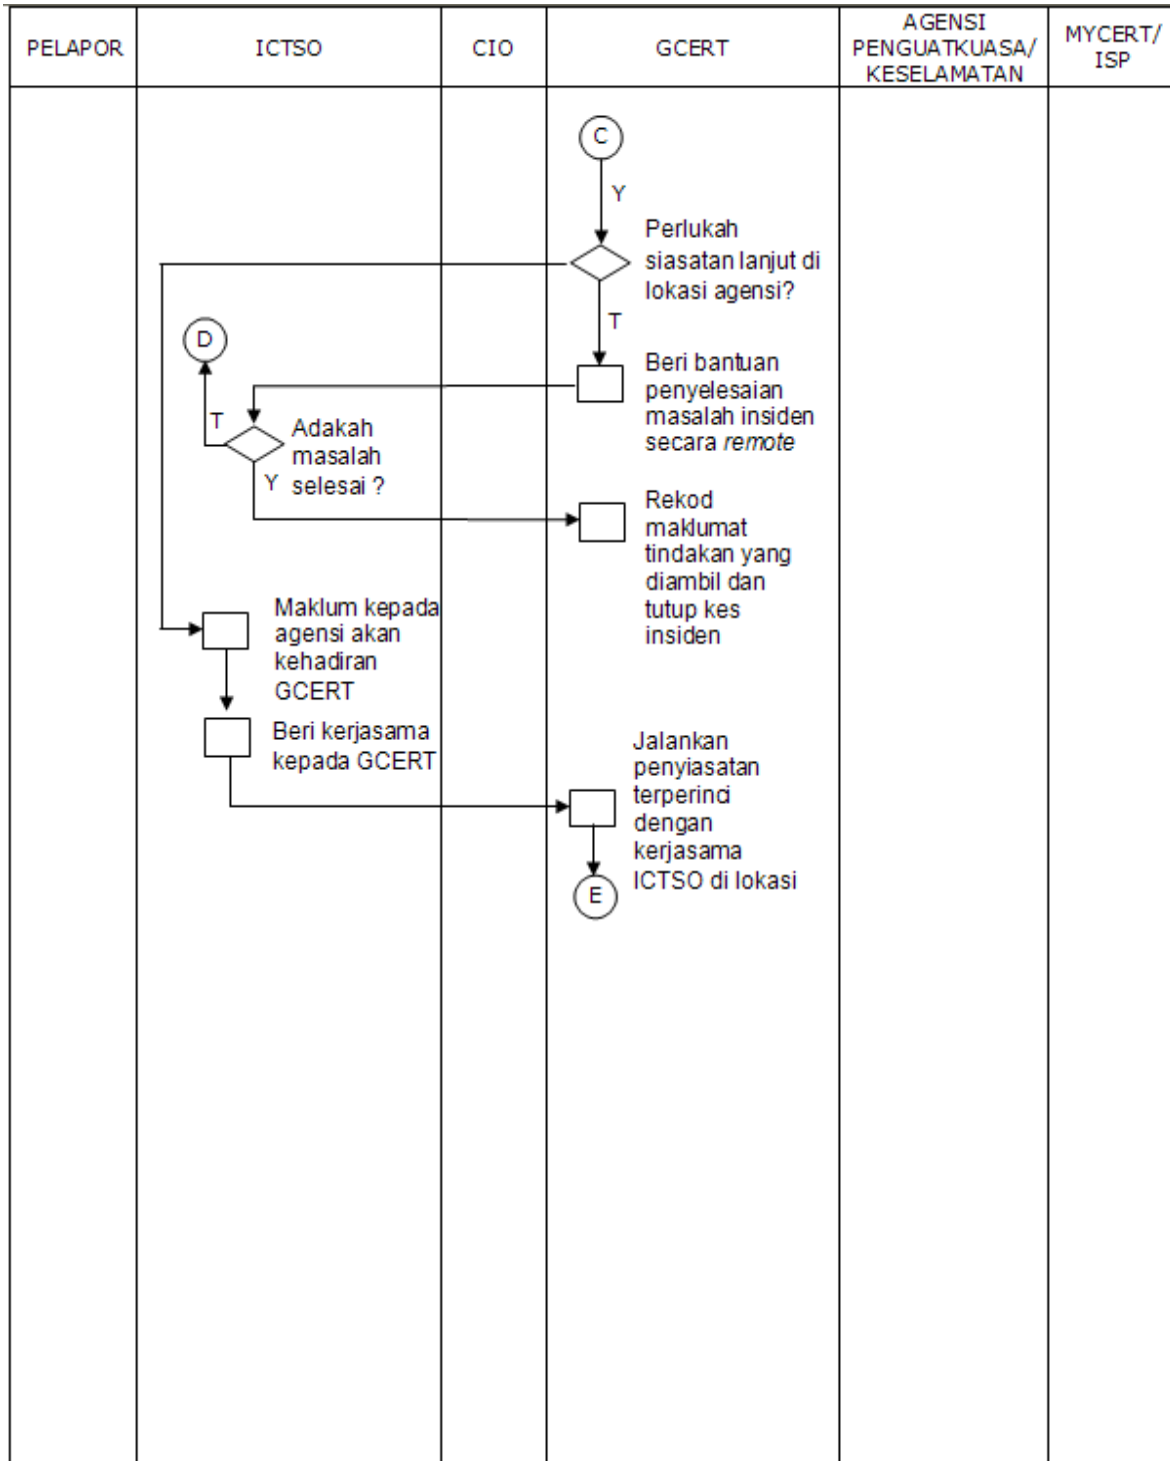 PELAPOR
ICTSO
CIO
GCERT
AGENSI
PENGUATKUASA/
KESELAMATAN
MYCERT/
ISP
C
Y
Perlukah
siasatan lanjut di
lokasi agensi?
T
D
Beri bantuan
penyelesaian
masalah insiden
secara remote
T
Adakah
masalah
selesai ?
Y
Rekod
maklumat
tindakan yang
diambil dan
tutup kes
insiden
Maklum kepada
agensi akan
kehadiran
GCERT
Beri kerjasama
kepada GCERT
Jalankan
penyiasatan
terperinci
dengan
kerjasama
ICTSO di lokasi
E